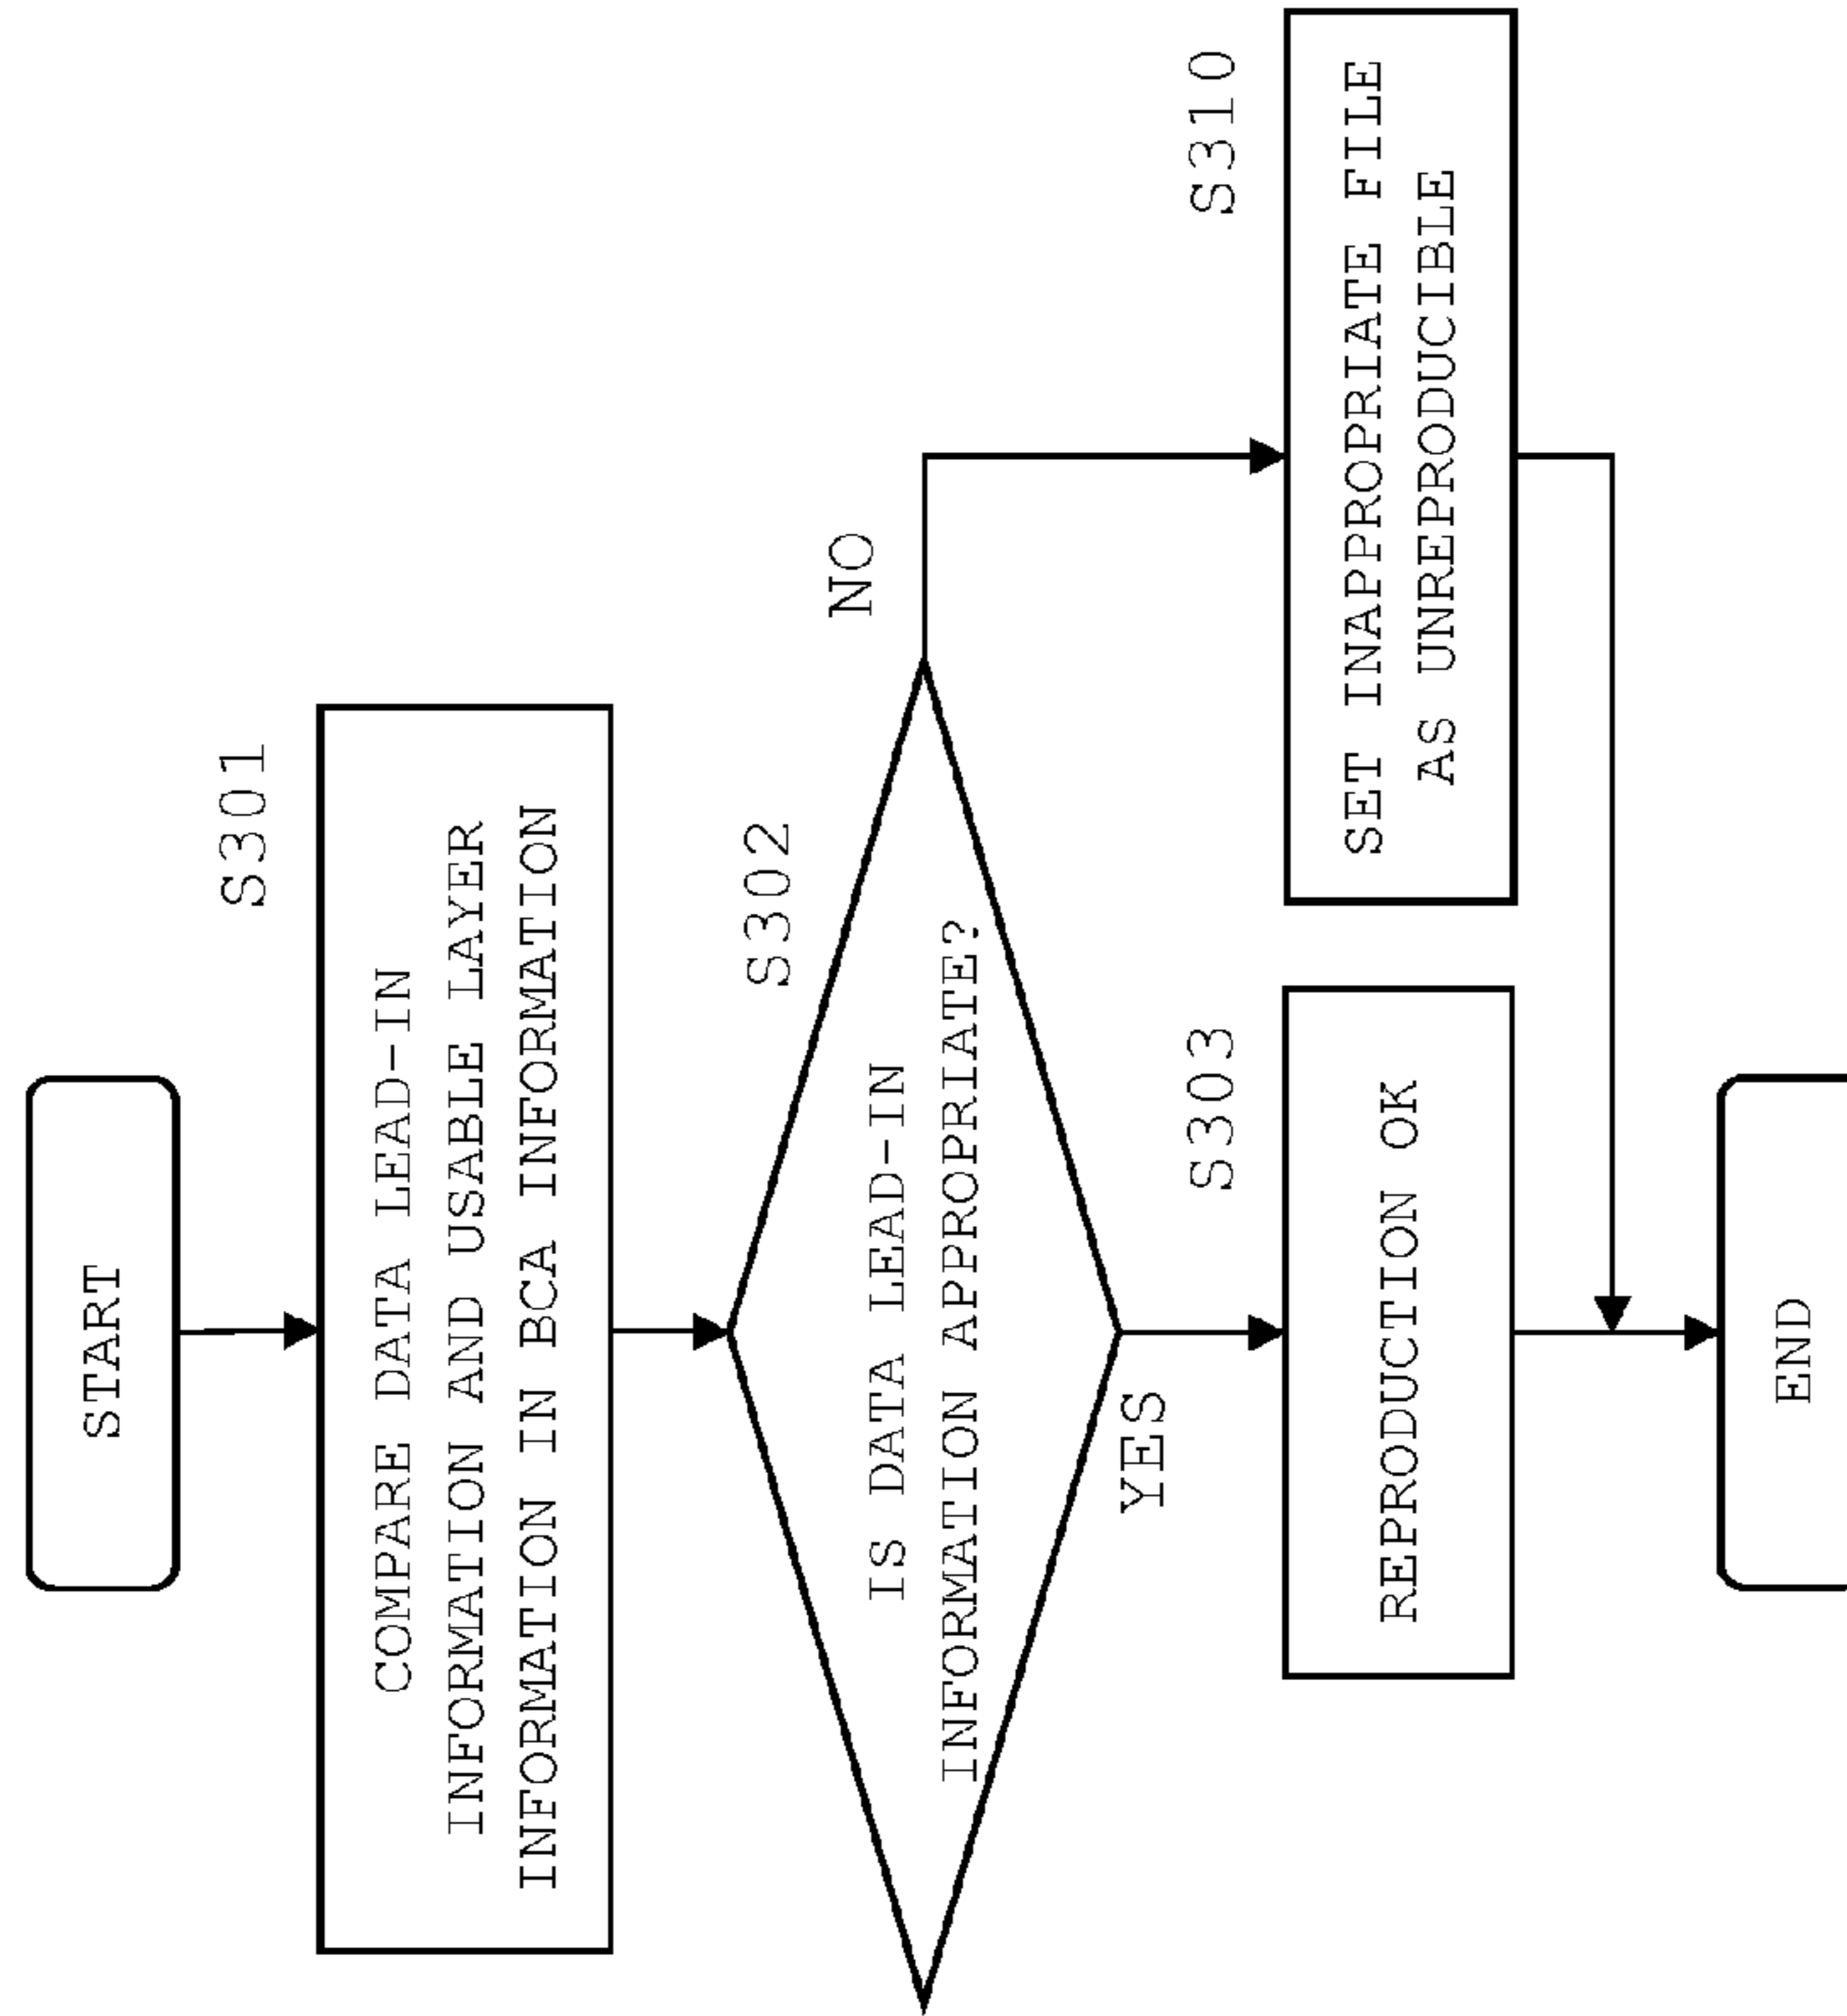 START
S301
COMPARE DATA LEAD-IN
INFORMATION AND USABLE LAYER
INFORMATION IN BCA INFORMATION
S302
IS DATA LEAD-IN
INFORMATION APPROPRIATE?
NO
YES
S303
REPRODUCTION OK
S310
SET INAPPROPRIATE FILE
AS UNREPRODUCIBLE
END